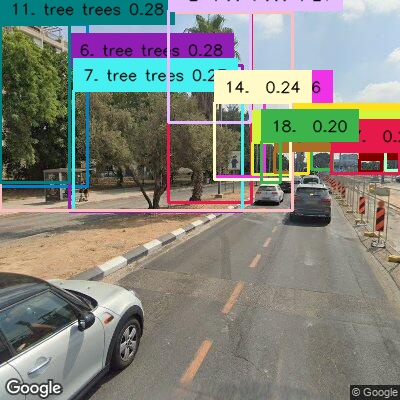 11. tree trees 0.28
6. tree trees 0.28
7. tree trees 0.2
14. 0.24
6
18. 0.20
Google
© Google